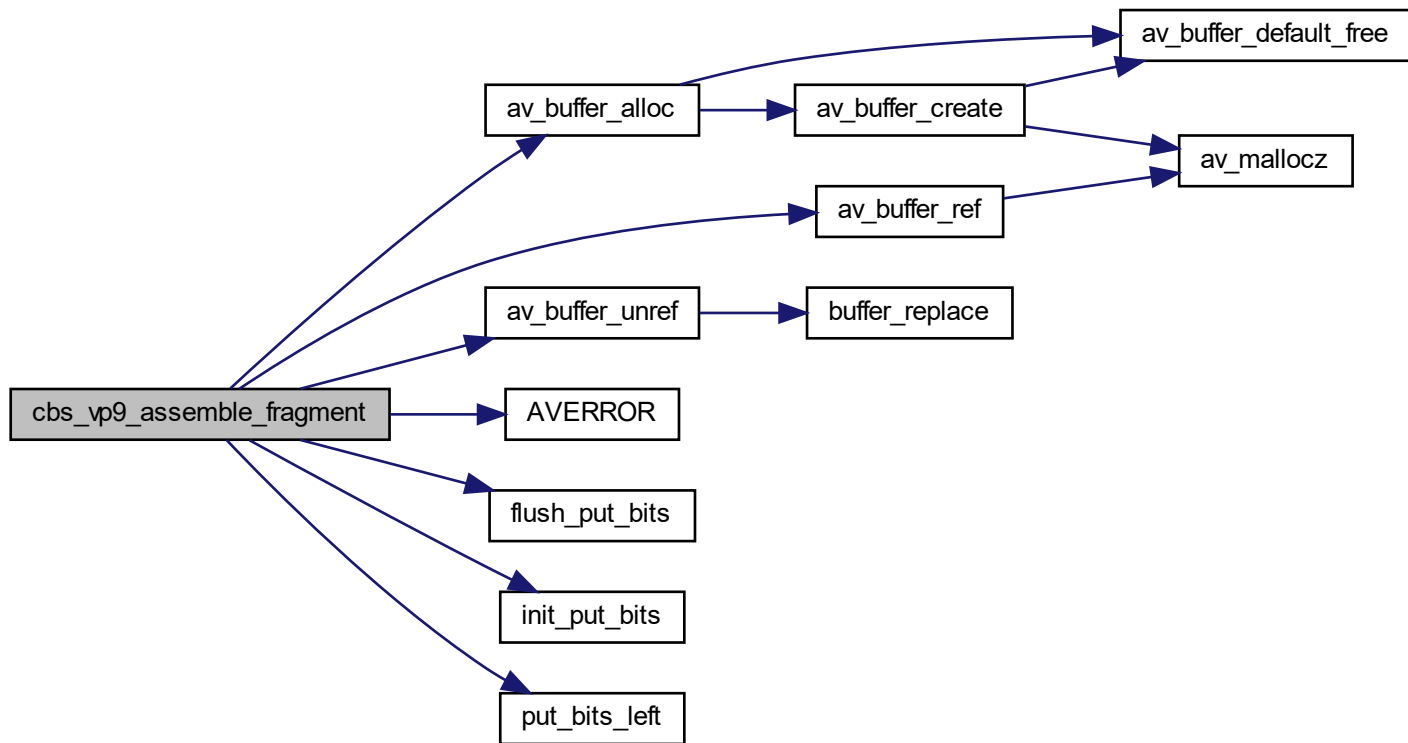 av_buffer_default_free
av_buffer_alloc
av_buffer_create
av_mallocz
av_buffer_ref
av_buffer_unref
buffer_replace
cbs_vp9_assemble_fragment
AVERROR
flush_put_bits
init_put_bits
put_bits_left